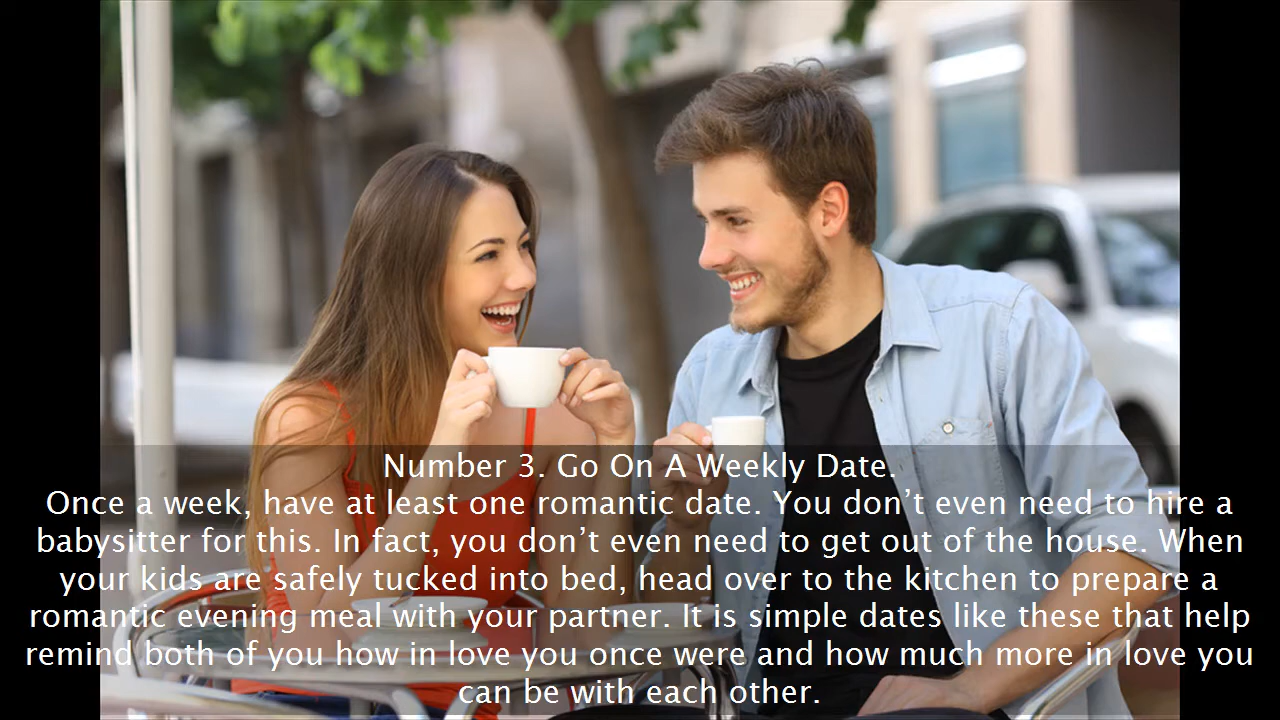 Number 3. Go On A Weekly Date.
Once a week, have at least one romantic date. You don’t even need to hire a
babysitter for this. In fact, you don’t even need to get out of the house. When
your kids are safely tucked into bed, head over to the kitchen to prepare a
romantic evening meal with your partner. It is simple dates like these that help
remind both of you how in love you once were and how much more in love you
can be with each other.